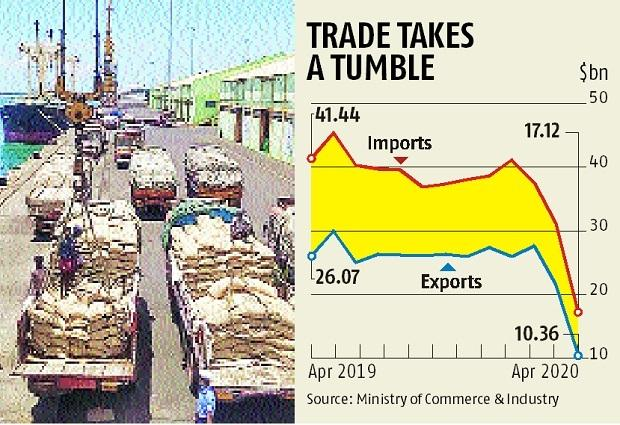 TRADE TAKES
A TUMBLE
$bn
50
41.44
17.12
Imports
40
30
26.07
Exports
20
10.36
10
Apr 2019
Apr 2020
Source: Ministry of Commerce & Industry